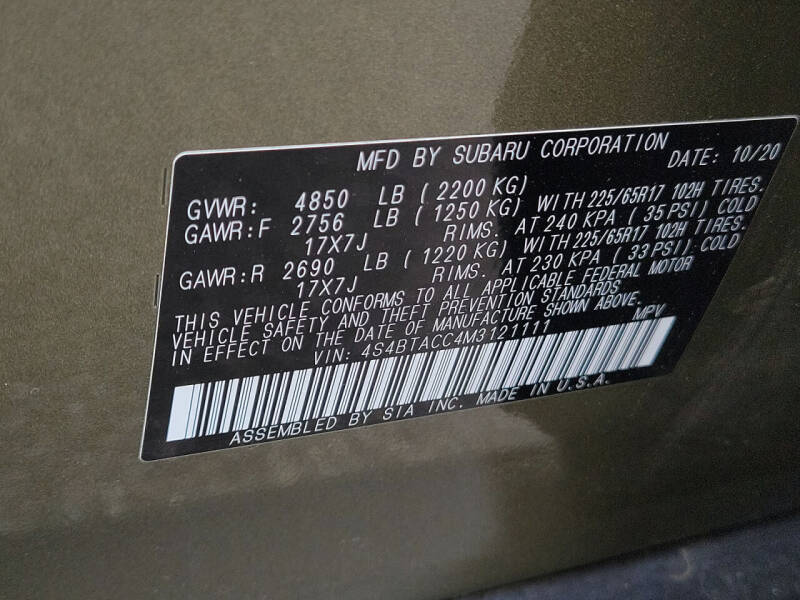 MFD BY SUBARU CORPORATION DATE: 10/20
GVWR: 4850 LB (2200 KG)
GAWR:F 2756 LB (1250 KG) WITH 225/65R17 102H TIRES.
17X7J RIMS. AT 240 KPA (35 PSI) COLD
GAWR:R 2690 LB (1220 KG) WITH 225/65R17 102H TIRES.
17X7J RIMS. AT 230 KPA (33 PSI) COLD
THIS VEHICLE CONFORMS TO ALL APPLICABLE FEDERAL MOTOR
VEHICLE SAFETY AND THEFT PREVENTION STANDARDS
IN EFFECT ON THE DATE OF MANUFACTURE SHOWN ABOVE.
VIN: 4S4BTACC4M3121111 MPV
ASSEMBLED BY SIA INC. MADE IN U.S.A.